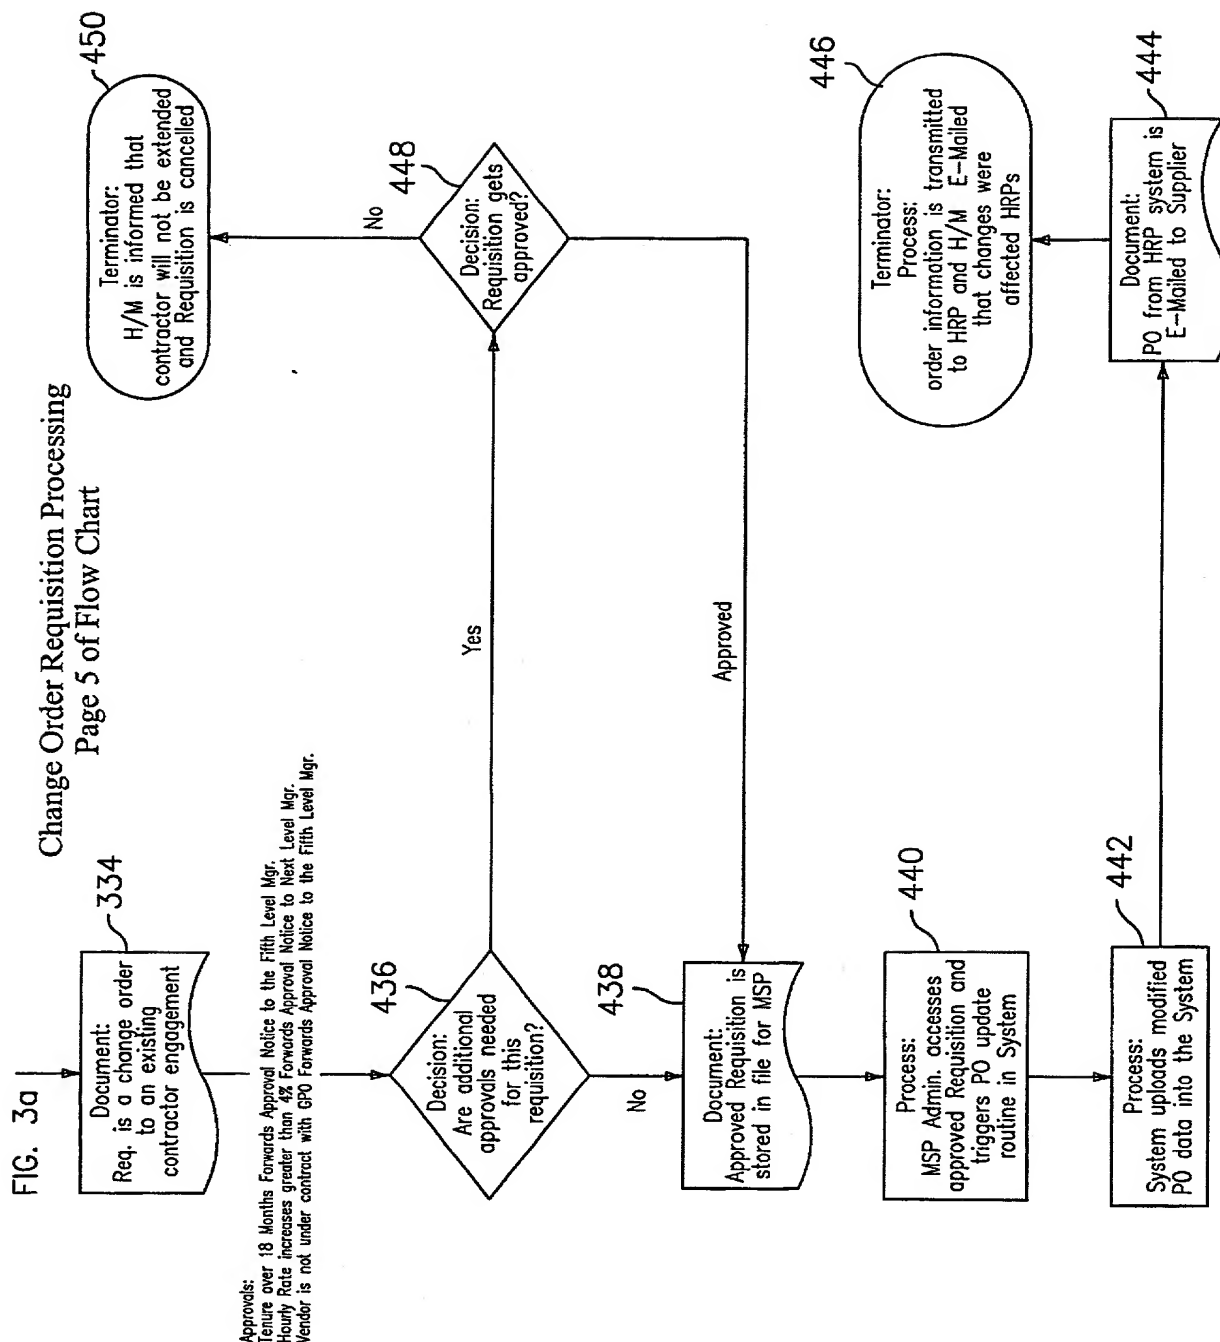 FIG. 3a
Change Order Requisition Processing
Page 5 of Flow Chart
334
Document:
Req. is a change order
to an existing
contractor engagement
Approvals:
Tenure over 18 Months Forwards Approval Notice to the Fifth Level Mgr.
Hourly Rate increases greater than 4% Forwards Approval Notice to Next Level Mgr.
Vendor is not under contract with GPO Forwards Approval Notice to the Fifth Level Mgr.
436
Decision:
Are additional
approvals needed
for this
requisition?
Yes
No
448
Decision:
Requisition gets
approved?
No
450
Terminator:
H/M is informed that
contractor will not be extended
and Requisition is cancelled
Approved
438
Document:
Approved Requisition is
stored in file for MSP
440
Process:
MSP Admin. accesses
approved Requisition and
triggers PO update
routine in System
442
Process:
System uploads modified
PO data into the System
444
Document:
PO from HRP system is
E-Mailed to Supplier
446
Terminator:
Process:
order information is transmitted
to HRP and H/M E-Mailed
that changes were
affected HRPs